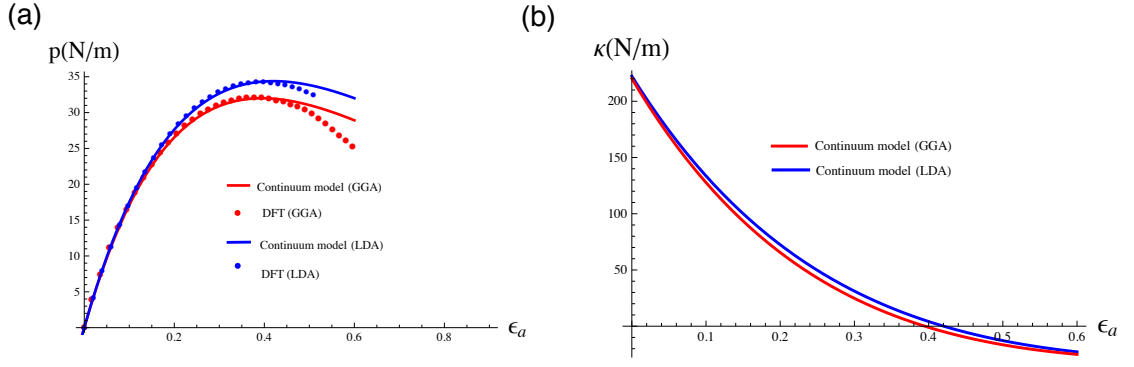 (a)
p(N/m)
35
30
25
20
15
10
5
0.2
0.4
0.6
0.8
ϵa
Continuum model (GGA)
DFT (GGA)
Continuum model (LDA)
DFT (LDA)
(b)
κ(N/m)
200
150
100
50
0.1
0.2
0.3
0.4
0.5
0.6
ϵa
Continuum model (GGA)
Continuum model (LDA)